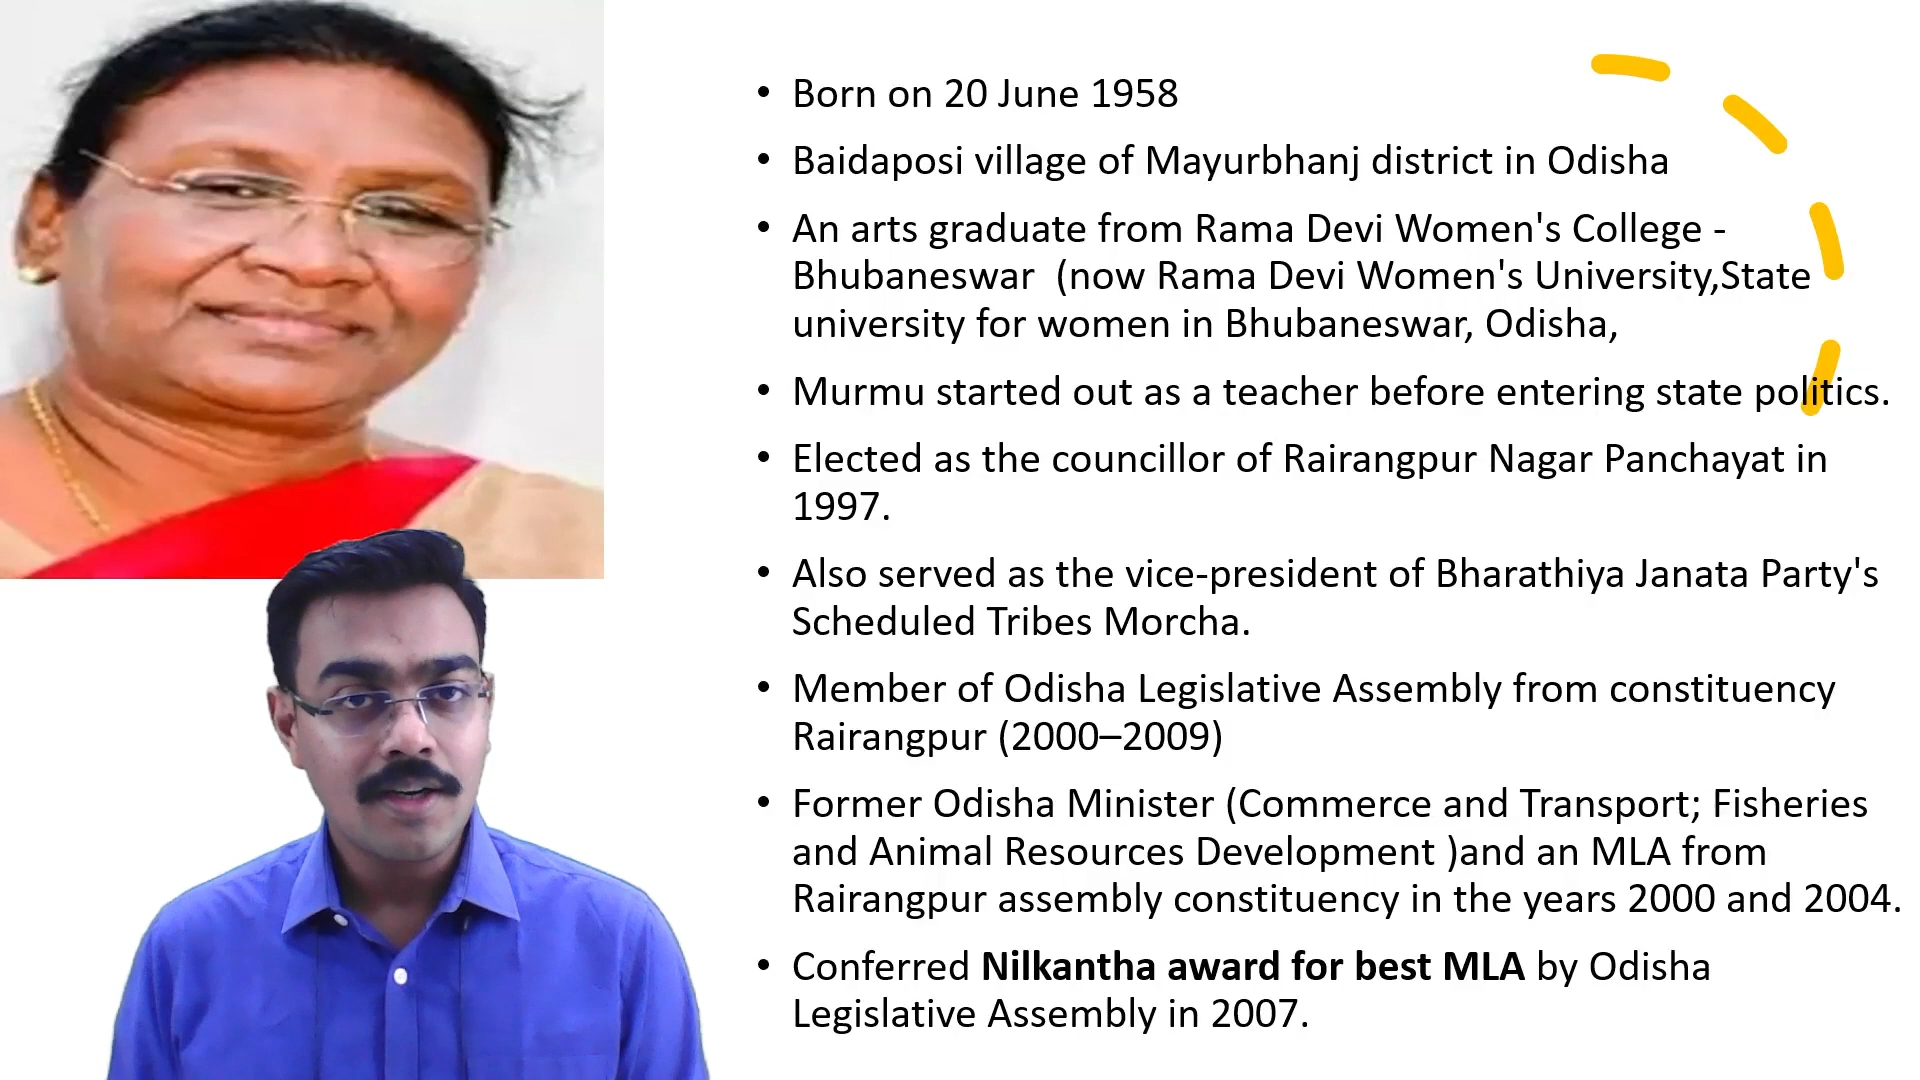 • Born on 20 June 1958
• Baidaposi village of Mayurbhanj district in Odisha
• An arts graduate from Rama Devi Women's College -
Bhubaneswar  (now Rama Devi Women's University,State
university for women in Bhubaneswar, Odisha,
• Murmu started out as a teacher before entering state politics.
• Elected as the councillor of Rairangpur Nagar Panchayat in
1997.
• Also served as the vice-president of Bharathiya Janata Party's
Scheduled Tribes Morcha.
• Member of Odisha Legislative Assembly from constituency
Rairangpur (2000–2009)
• Former Odisha Minister (Commerce and Transport; Fisheries
and Animal Resources Development )and an MLA from
Rairangpur assembly constituency in the years 2000 and 2004.
• Conferred Nilkantha award for best MLA by Odisha
Legislative Assembly in 2007.